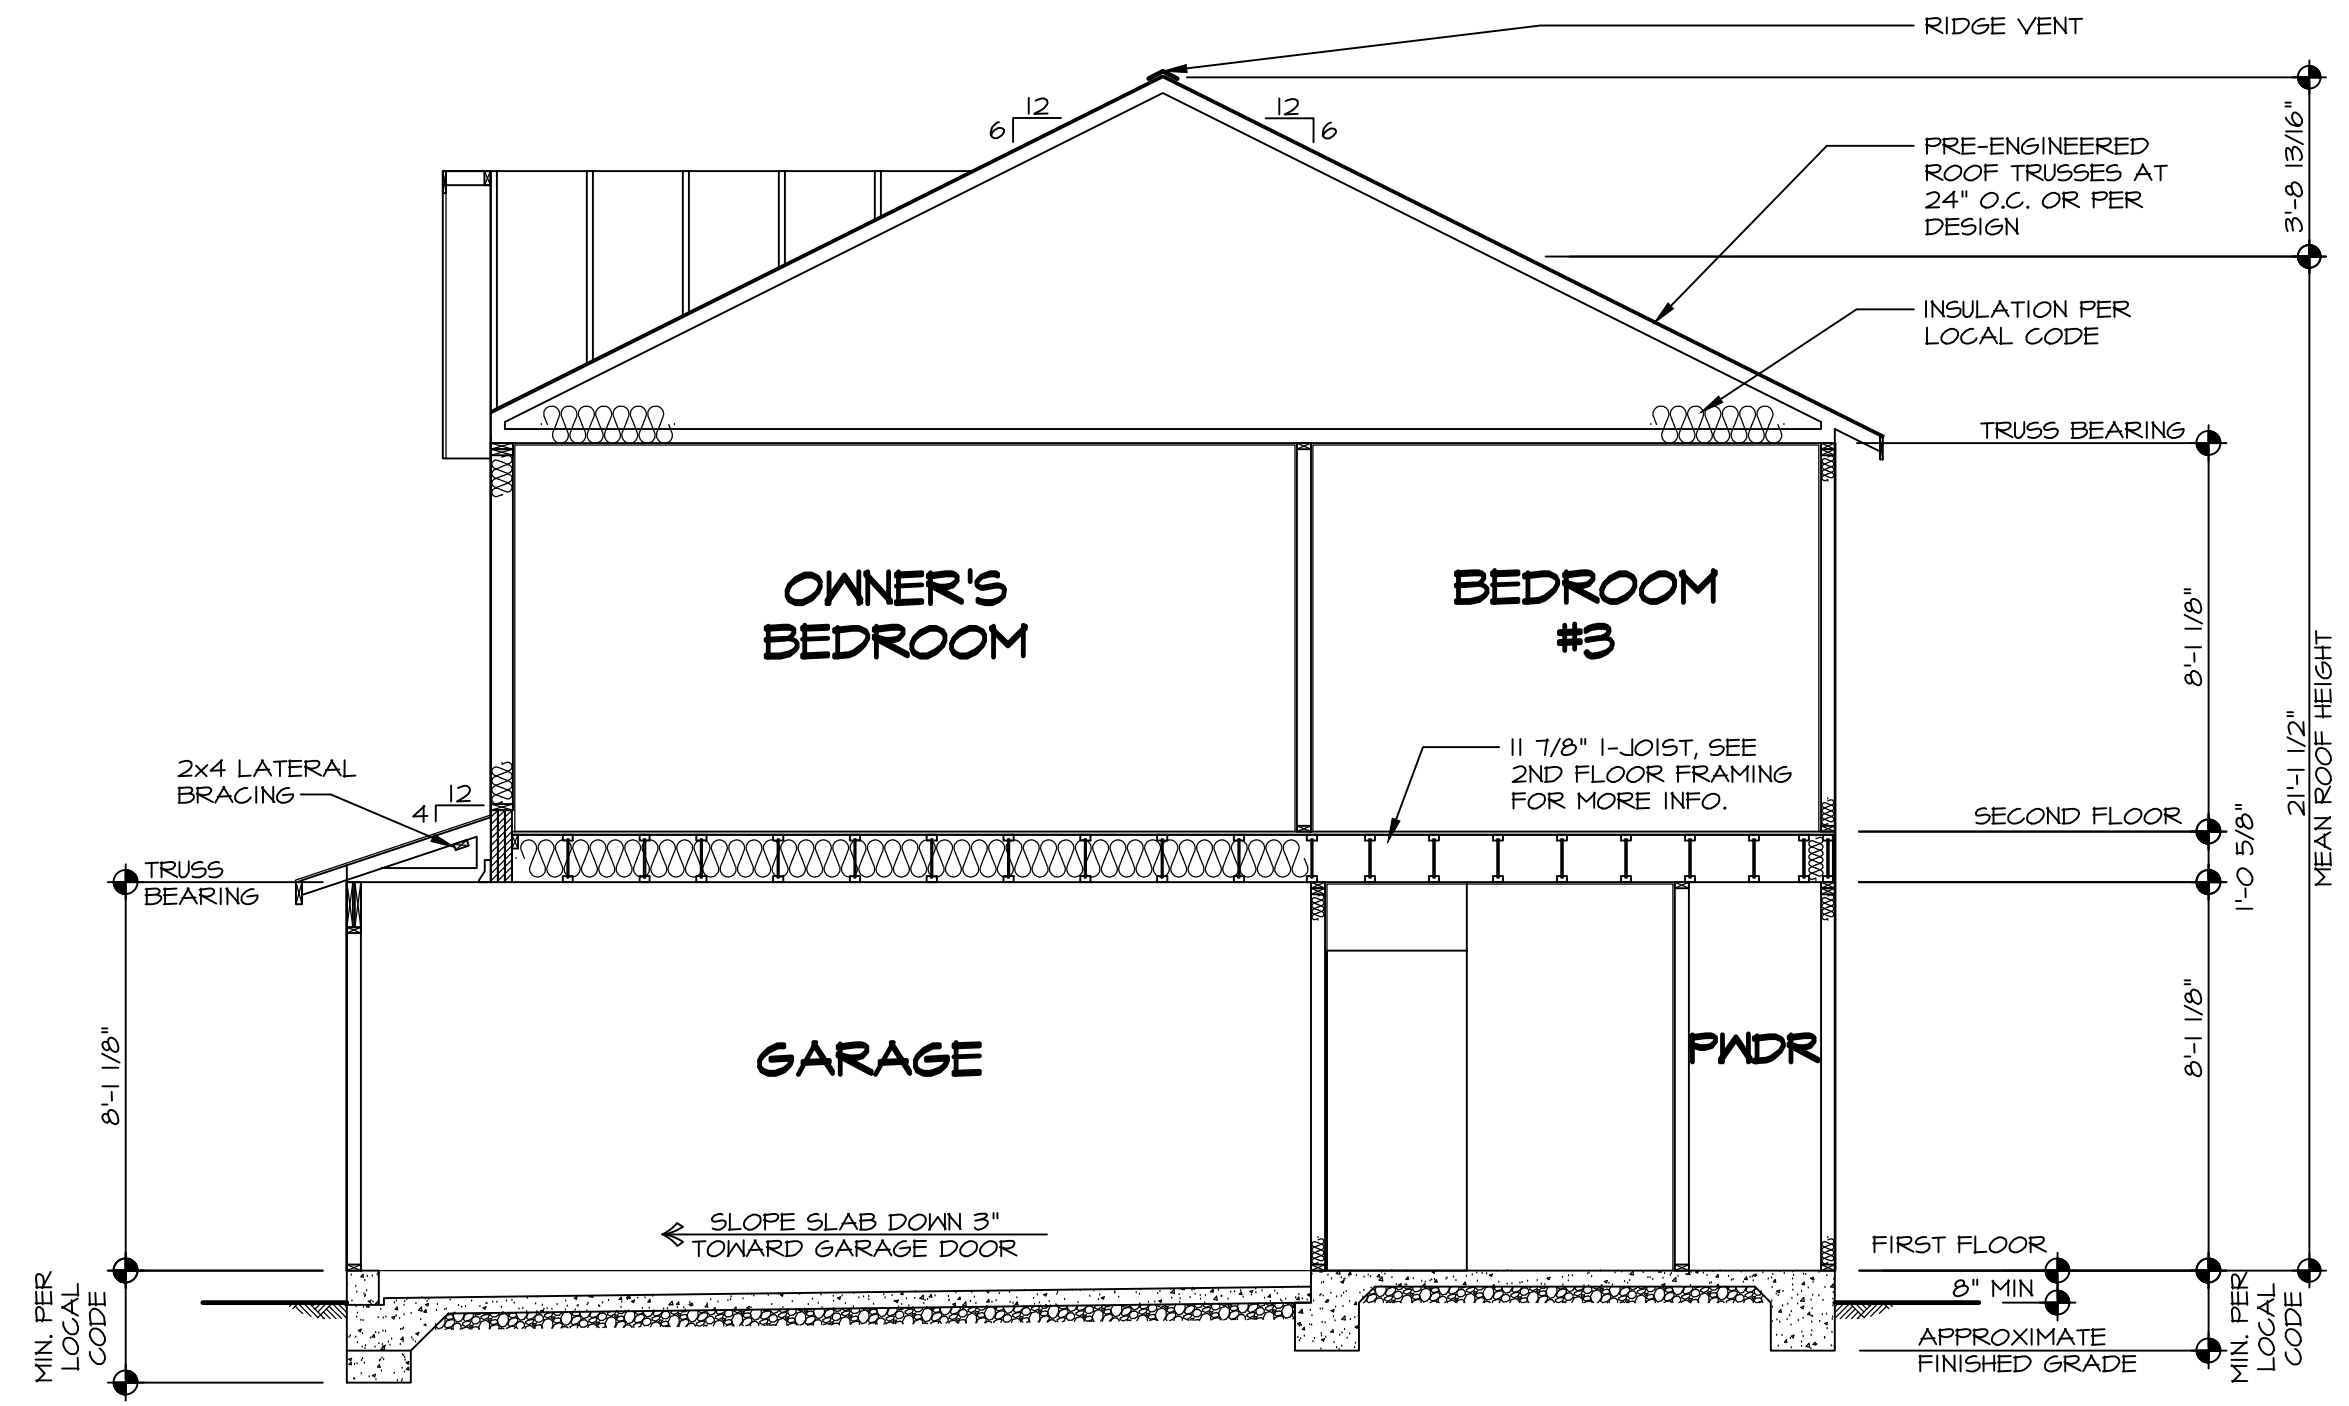 RIDGE VENT
12
6
12
6
3'-8 13/16"
PRE-ENGINEERED
ROOF TRUSSES AT
24" O.C. OR PER
DESIGN
INSULATION PER
LOCAL CODE
TRUSS BEARING
OWNER'S
BEDROOM
BEDROOM
#3
8'-1 1/8"
21'-1 1/2"
MEAN ROOF HEIGHT
11 7/8" I-JOIST, SEE
2ND FLOOR FRAMING
FOR MORE INFO.
2x4 LATERAL
BRACING
12
4
SECOND FLOOR
1'-0 5/8"
TRUSS
BEARING
8'-1 1/8"
GARAGE
PWDR
8'-1 1/8"
SLOPE SLAB DOWN 3"
TOWARD GARAGE DOOR
FIRST FLOOR
8" MIN
MIN. PER
LOCAL
CODE
APPROXIMATE
FINISHED GRADE
MIN. PER
LOCAL
CODE